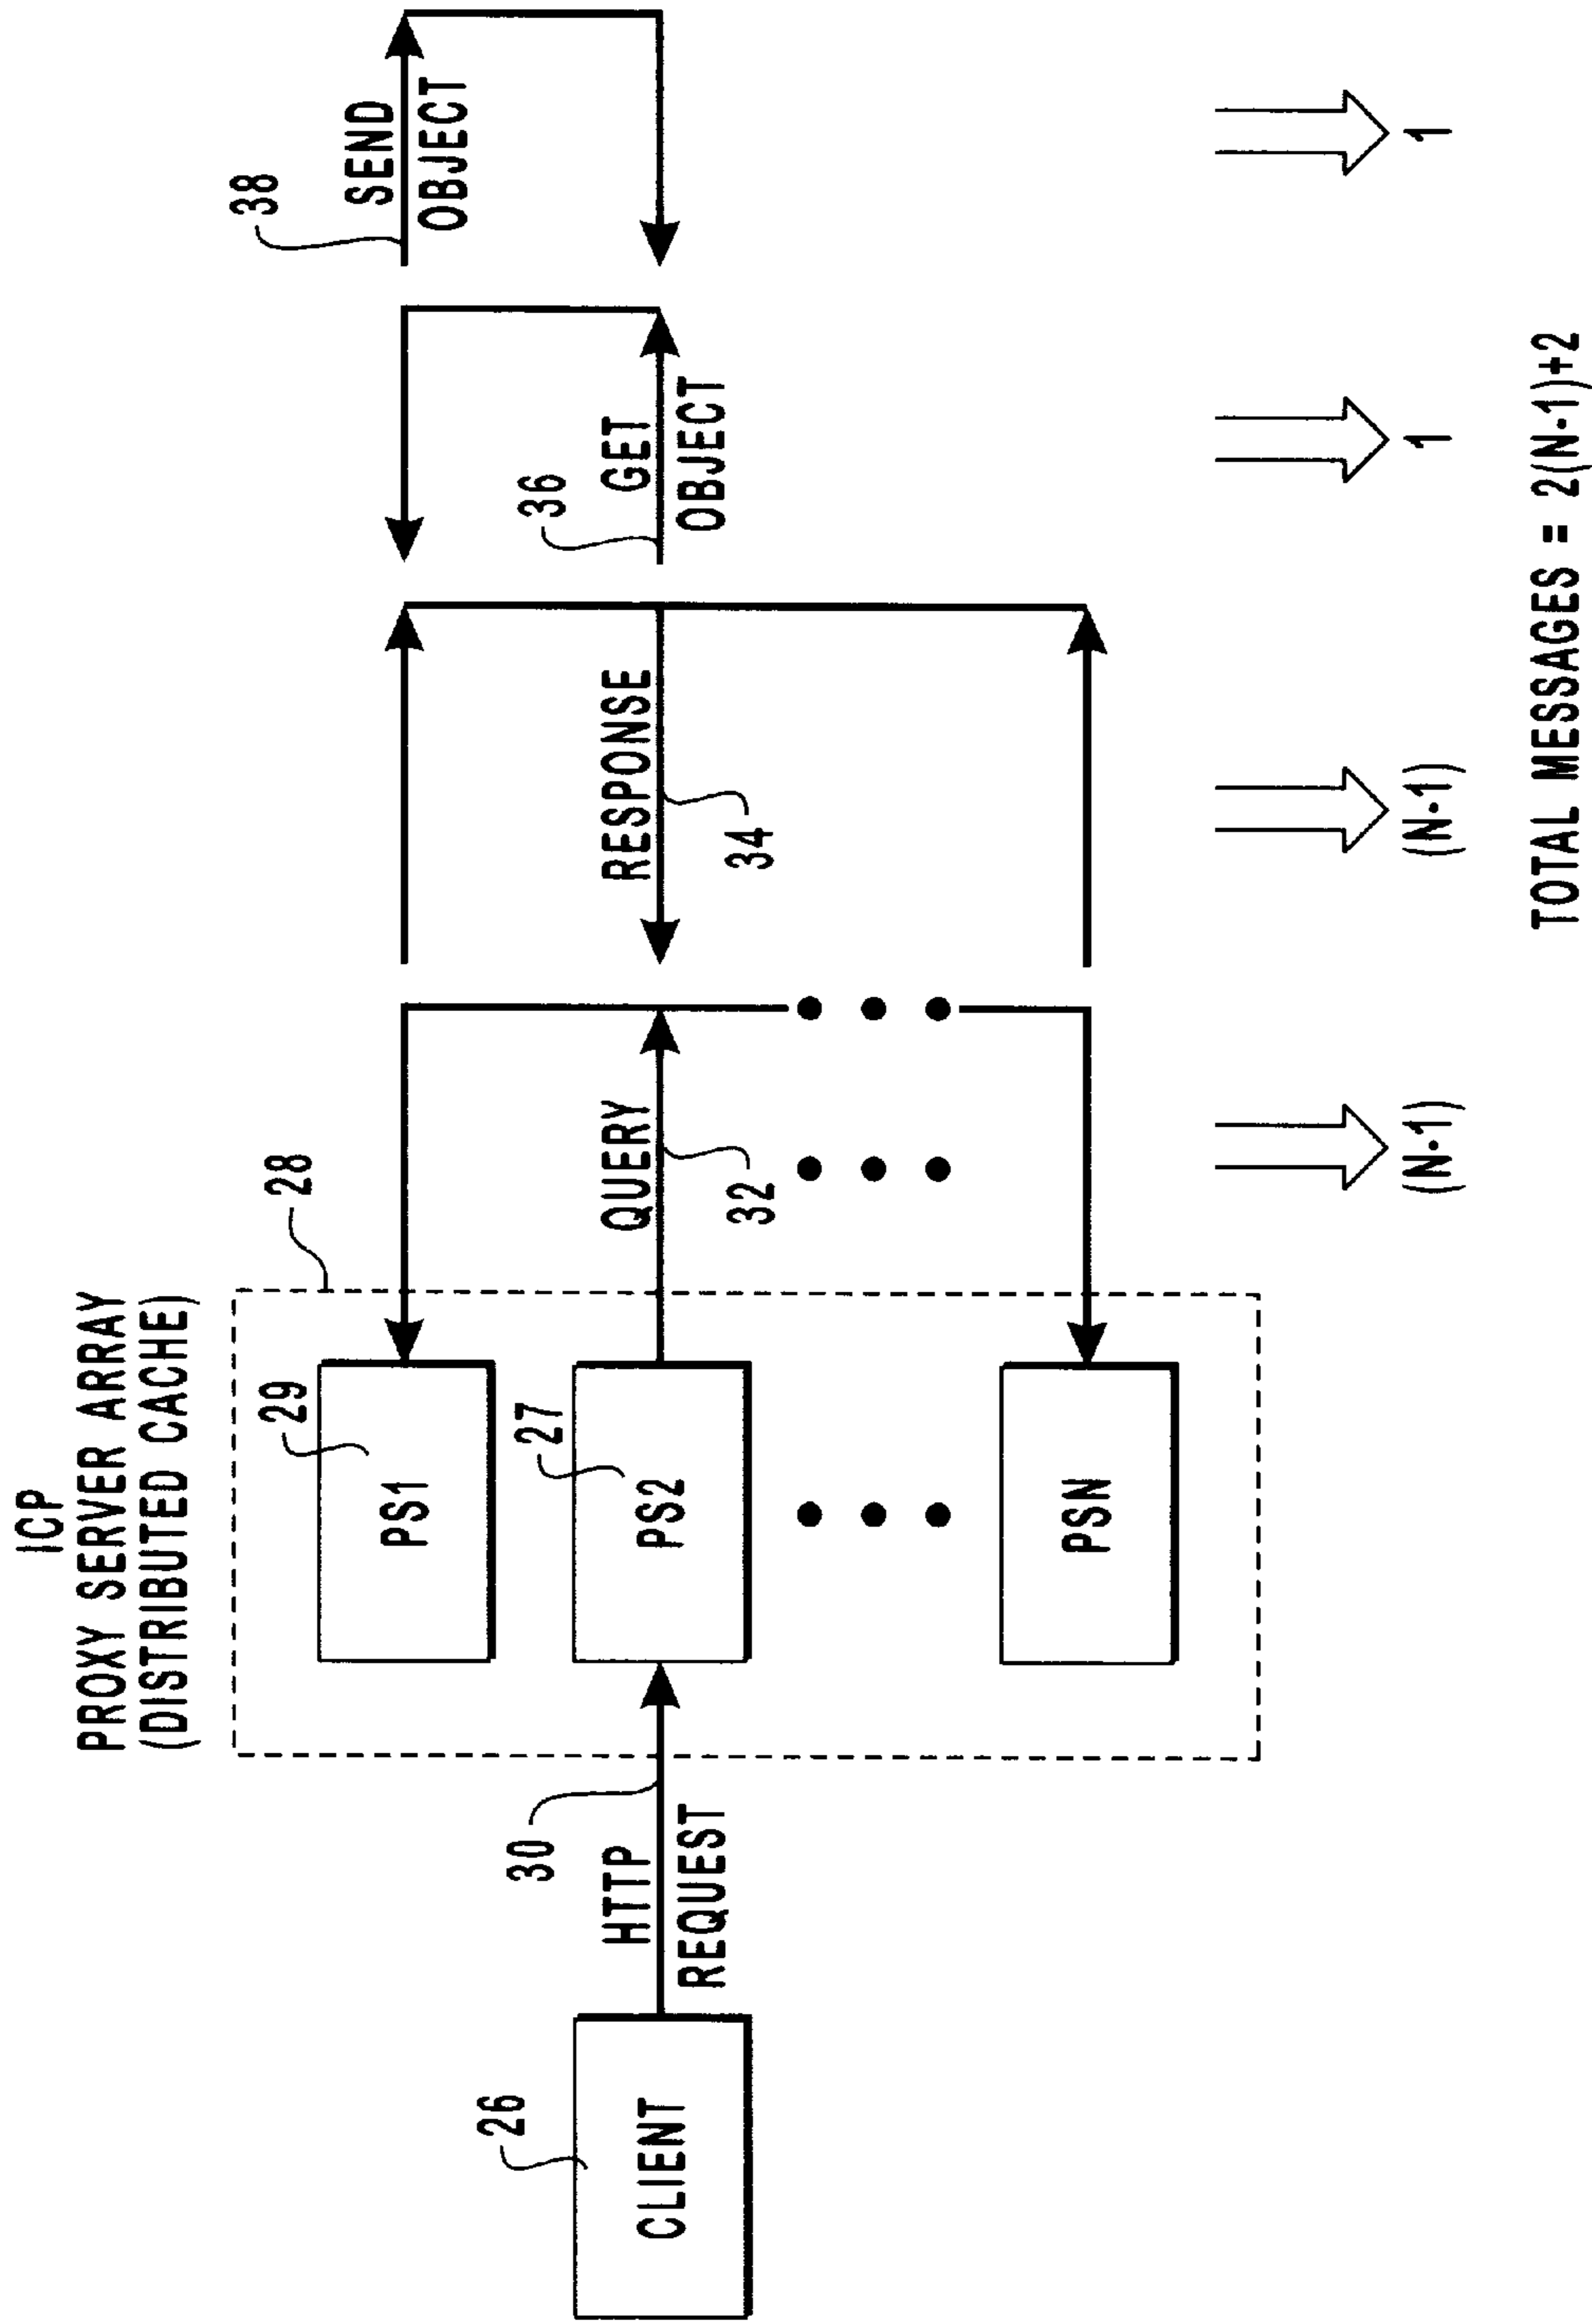 ICP
PROXY SERVER ARRAY
(DISTRIBUTED CACHE)
28
29
PS1
27
PS2
PSN
26
CLIENT
30
HTTP
REQUEST
QUERY
32
RESPONSE
34
36
GET
OBJECT
38
SEND
OBJECT
(N-1)
(N-1)
1
1
TOTAL MESSAGES = 2(N-1)+2